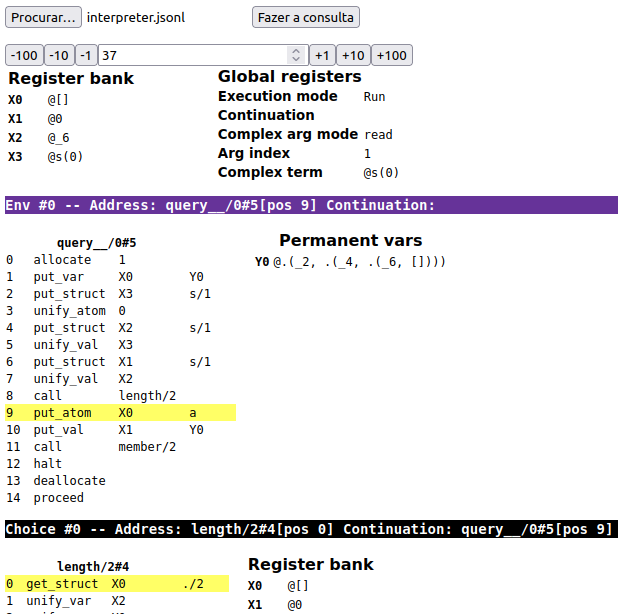 Procurar... interpreter.jsonl Fazer a consulta
-100 -10 -1 37 +1 +10 +100
Register bank
X0 @[]
X1 @0
X2 @_6
X3 @s(0)
Global registers
Execution mode Run
Continuation
Complex arg mode read
Arg index 1
Complex term @s(0)
Env #0 -- Address: query__/0#5[pos 9] Continuation:
query__/0#5
0 allocate 1
1 put_var X0 Y0
2 put_struct X3 s/1
3 unify_atom 0
4 put_struct X2 s/1
5 unify_val X3
6 put_struct X1 s/1
7 unify_val X2
8 call length/2
9 put_atom X0 a
10 put_val X1 Y0
11 call member/2
12 halt
13 deallocate
14 proceed
Permanent vars
Y0 @.(_2, .(_4, .(_6, [])))
Choice #0 -- Address: length/2#4[pos 0] Continuation: query__/0#5[pos 9]
length/2#4
0 get_struct X0 ./2
1 unify_var X2
Register bank
X0 @[]
X1 @0